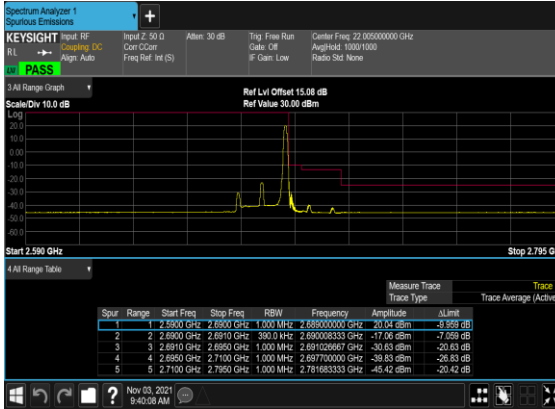 Spectrum Analyzer 1
Spurious Emissions
+
KEYSIGHT Input: RF Input Z: 50 Ω Atten: 30 dB Trig: Free Run Center Freq: 22.005000000 GHz
RL Coupling: DC Corr CCorr Gate: Off Avg|Hold: 1000/1000
Align: Auto Freq Ref: Int (S) IF Gain: Low Radio Std: None
PASS
3 All Range Graph
Ref Lvl Offset 15.08 dB
Scale/Div 10.0 dB Ref Value 30.00 dBm
Log
20.0
10.0
0.00
-10.0
-20.0
-30.0
-40.0
-50.0
-60.0
Start 2.590 GHz Stop 2.795 G
4 All Range Table
Measure Trace Trace
Trace Type Trace Average (Active
Spur Range Start Freq Stop Freq RBW Frequency Amplitude ΔLimit
1 1 2.5900 GHz 2.6900 GHz 1.000 MHz 2.689000000 GHz 20.04 dBm -9.959 dB
2 2 2.6900 GHz 2.6910 GHz 390.0 kHz 2.690008333 GHz -17.06 dBm -7.059 dB
3 3 2.6910 GHz 2.6950 GHz 1.000 MHz 2.691026667 GHz -30.63 dBm -20.63 dB
4 4 2.6950 GHz 2.7100 GHz 1.000 MHz 2.697700000 GHz -39.83 dBm -26.83 dB
5 5 2.7100 GHz 2.7950 GHz 1.000 MHz 2.781683333 GHz -45.42 dBm -20.42 dB
? Nov 03, 2021
9:40:08 AM